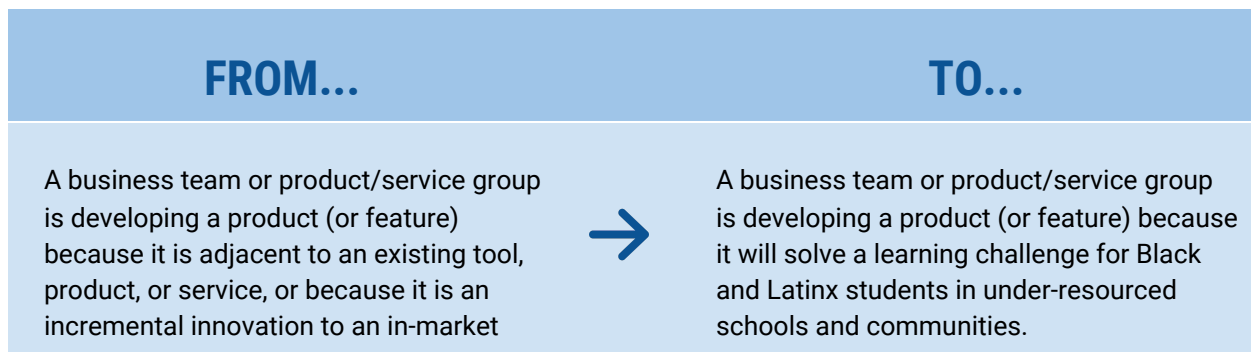 FROM...
TO...
A business team or product/service group
is developing a product (or feature)
because it is adjacent to an existing tool,
product, or service, or because it is an
incremental innovation to an in-market
A business team or product/service group
is developing a product (or feature) because
it will solve a learning challenge for Black
and Latinx students in under-resourced
schools and communities.